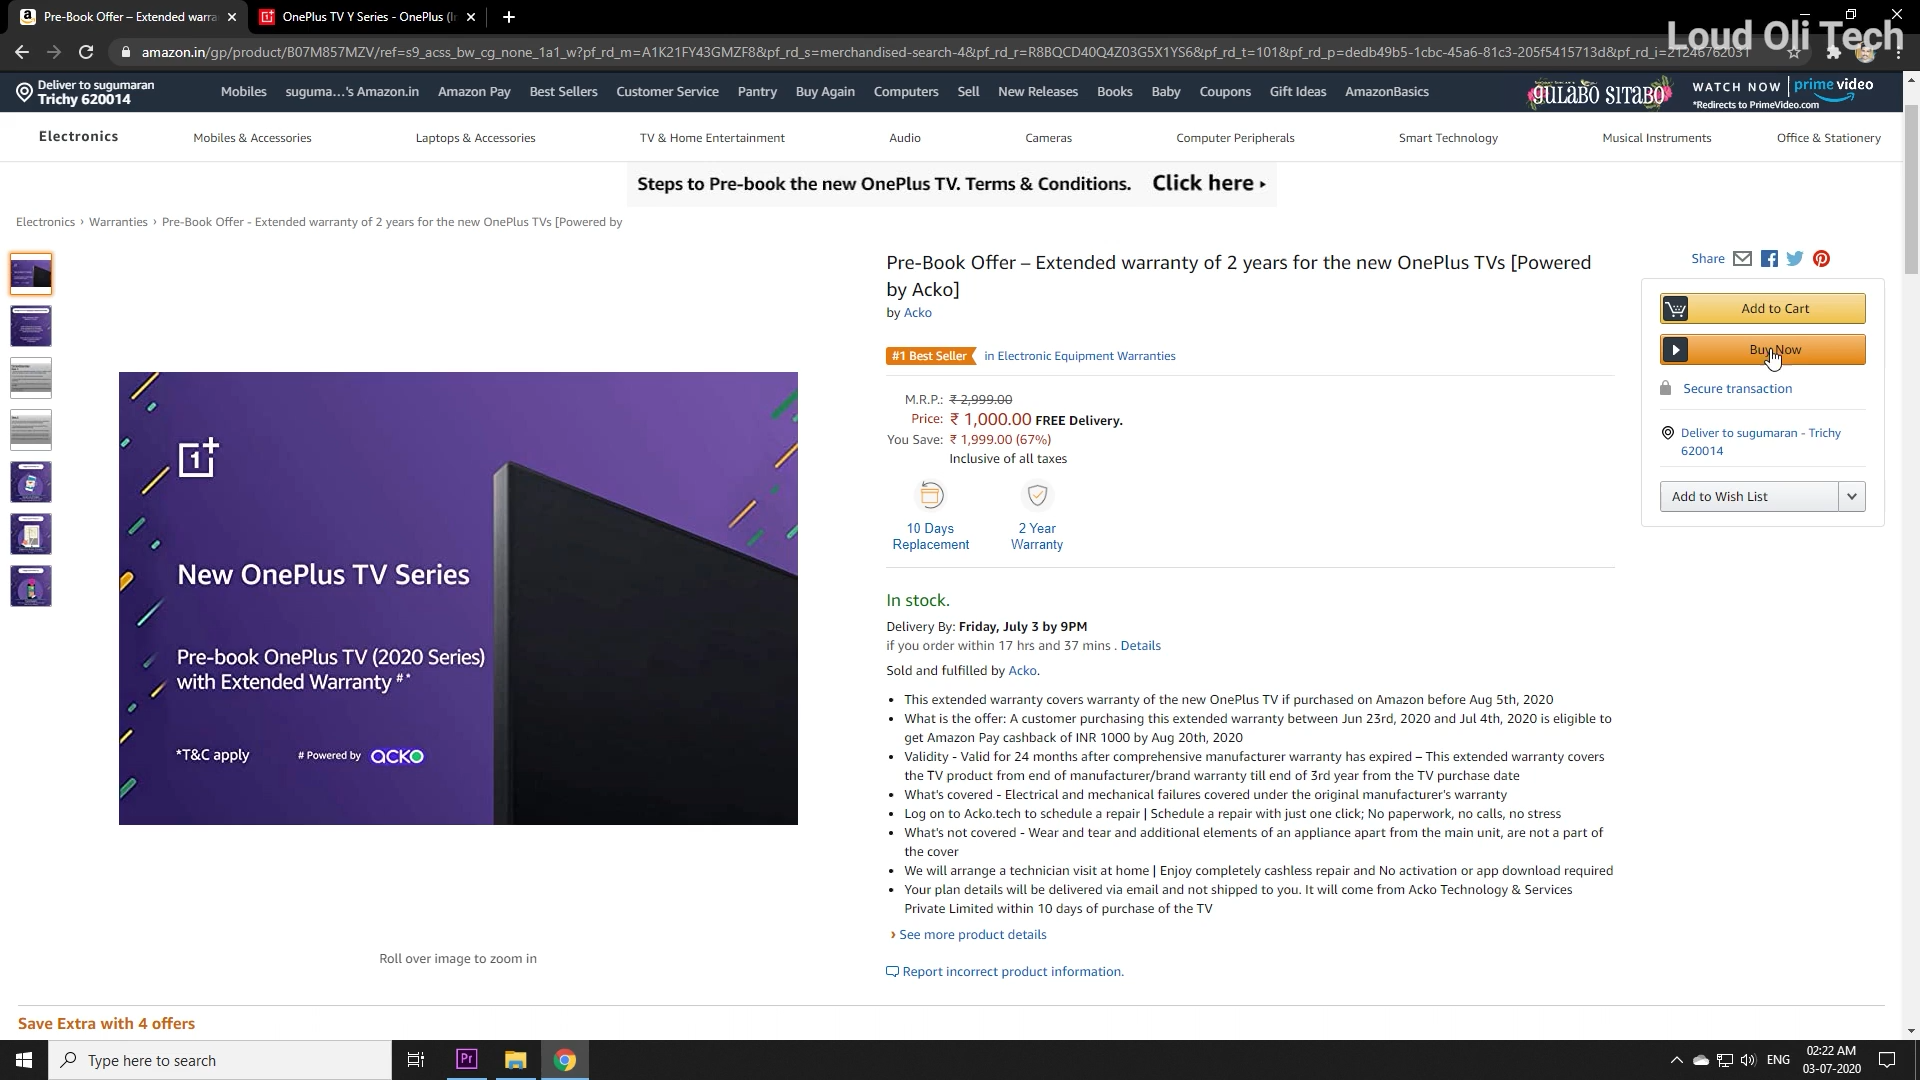 Pre-Book Offer – Extended warra
OnePlus TV Y Series - OnePlus (I
Loud Oli Tech
amazon.in/gp/product/B07M857MZV/ref=s9_acss_bw_cg_none_1a1_w?pf_rd_m=A1K21FY43GMZF8&pf_rd_s=merchandised-search-4&pf_rd_r=R8BQCD40Q4Z03G5X1YS6&pf_rd_t=101&pf_rd_p=dedb49b5-1cbc-45a6-81c3-205f5415713d&pf_rd_i=21246762031
Deliver to sugumaran
Trichy 620014
Mobiles suguma...'s Amazon.in Amazon Pay Best Sellers Customer Service Pantry Buy Again Computers Sell New Releases Books Baby Coupons Gift Ideas AmazonBasics
GULABO SITABO
WATCH NOW prime video
*Redirects to PrimeVideo.com
Electronics Mobiles & Accessories Laptops & Accessories TV & Home Entertainment Audio Cameras Computer Peripherals Smart Technology Musical Instruments Office & Stationery
Steps to Pre-book the new OnePlus TV. Terms & Conditions. Click here ▸
Electronics › Warranties › Pre-Book Offer - Extended warranty of 2 years for the new OnePlus TVs [Powered by
1+
New OnePlus TV Series
Pre-book OnePlus TV (2020 Series)
with Extended Warranty #*
*T&C apply
# Powered by acko
Roll over image to zoom in
Pre-Book Offer – Extended warranty of 2 years for the new OnePlus TVs [Powered
by Acko]
by Acko
#1 Best Seller in Electronic Equipment Warranties
M.R.P.: ₹ 2,999.00
Price: ₹ 1,000.00 FREE Delivery.
You Save: ₹ 1,999.00 (67%)
Inclusive of all taxes
10 Days
Replacement
2 Year
Warranty
In stock.
Delivery By: Friday, July 3 by 9PM
if you order within 17 hrs and 37 mins . Details
Sold and fulfilled by Acko.
• This extended warranty covers warranty of the new OnePlus TV if purchased on Amazon before Aug 5th, 2020
• What is the offer: A customer purchasing this extended warranty between Jun 23rd, 2020 and Jul 4th, 2020 is eligible to
get Amazon Pay cashback of INR 1000 by Aug 20th, 2020
• Validity - Valid for 24 months after comprehensive manufacturer warranty has expired – This extended warranty covers
the TV product from end of manufacturer/brand warranty till end of 3rd year from the TV purchase date
• What's covered - Electrical and mechanical failures covered under the original manufacturer's warranty
• Log on to Acko.tech to schedule a repair | Schedule a repair with just one click; No paperwork, no calls, no stress
• What's not covered - Wear and tear and additional elements of an appliance apart from the main unit, are not a part of
the cover
• We will arrange a technician visit at home | Enjoy completely cashless repair and No activation or app download required
• Your plan details will be delivered via email and not shipped to you. It will come from Acko Technology & Services
Private Limited within 10 days of purchase of the TV
› See more product details
Report incorrect product information.
Share
Add to Cart
Buy Now
Secure transaction
Deliver to sugumaran - Trichy
620014
Add to Wish List
Save Extra with 4 offers
Type here to search
Pr
ENG
02:22 AM
03-07-2020